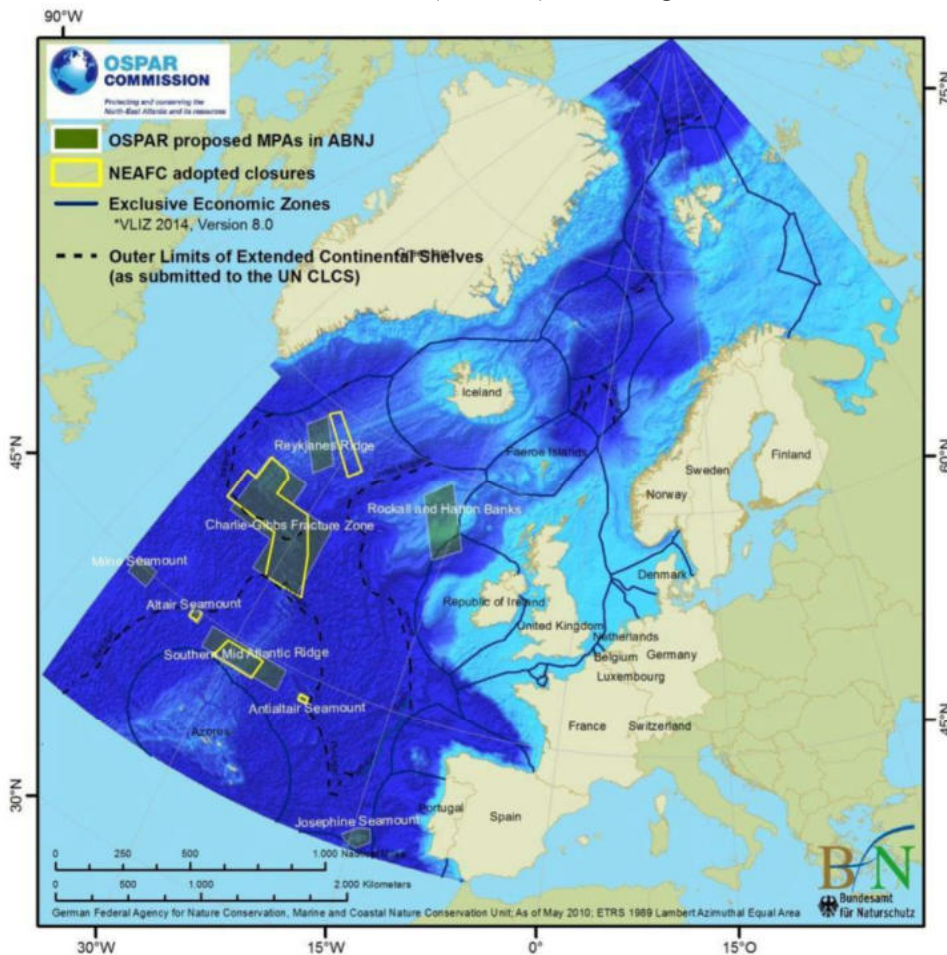 90°W
OSPAR
COMMISSION
Protecting and conserving the
North-East Atlantic and its resources
75°N
OSPAR proposed MPAs in ABNJ
NEAFC adopted closures
Exclusive Economic Zones
*VLIZ 2014, Version 8.0
Greenland
Outer Limits of Extended Continental Shelves
(as submitted to the UN CLCS)
Iceland
45°N
Reykjanes Ridge
Faeroe Islands
Sweden
Finland
60°N
Norway
Rockall and Hatton Banks
Charlie-Gibbs Fracture Zone
Milne Seamount
Denmark
Altair Seamount
Republic of Ireland
United Kingdom
Netherlands
Southern Mid Atlantic Ridge
Belgium
Germany
Luxembourg
Antialtair Seamount
45°N
Azores
France
Switzerland
30°N
Portugal
Spain
Josephine Seamount
0 250 500 1.000 Nautical Miles
0 500 1.000 2.000 Kilometers
BfN
Bundesamt
für Naturschutz
German Federal Agency for Nature Conservation, Marine and Coastal Nature Conservation Unit; As of May 2010; ETRS 1989 Lambert Azimuthal Equal Area
30°W
15°W
0°
15°O